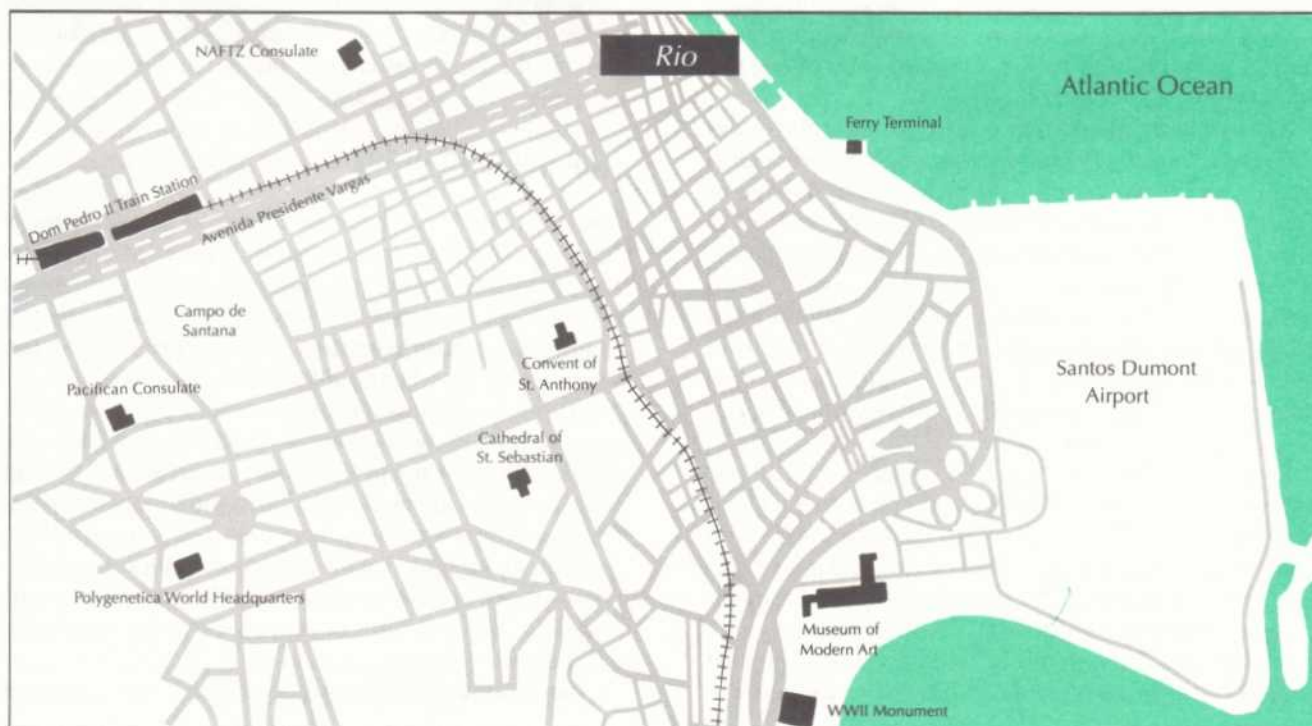 NAFTZ Consulate
Rio
Atlantic Ocean
Ferry Terminal
Dom Pedro II Train Station
Avenida Presidente Vargas
Campo de
Santana
Convent of
St. Anthony
Santos Dumont
Airport
Pacifican Consulate
Cathedral of
St. Sebastian
Polygenetica World Headquarters
Museum of
Modern Art
WWII Monument